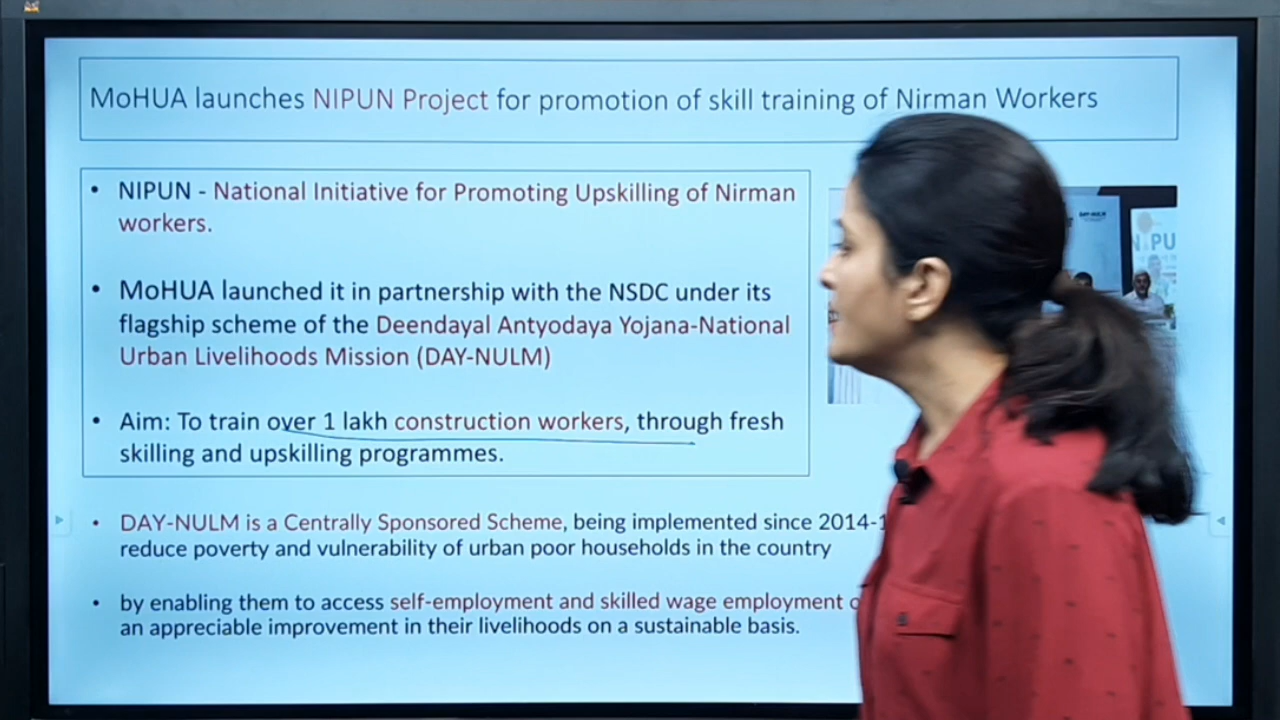 MoHUA launches NIPUN Project for promotion of skill training of Nirman Workers
• NIPUN - National Initiative for Promoting Upskilling of Nirman
workers.
• MoHUA launched it in partnership with the NSDC under its
flagship scheme of the Deendayal Antyodaya Yojana-National
Urban Livelihoods Mission (DAY-NULM)
• Aim: To train over 1 lakh construction workers, through fresh
skilling and upskilling programmes.
• DAY-NULM is a Centrally Sponsored Scheme, being implemented since 2014-1
reduce poverty and vulnerability of urban poor households in the country
• by enabling them to access self-employment and skilled wage employment
an appreciable improvement in their livelihoods on a sustainable basis.
DAY-NULM
NIPU